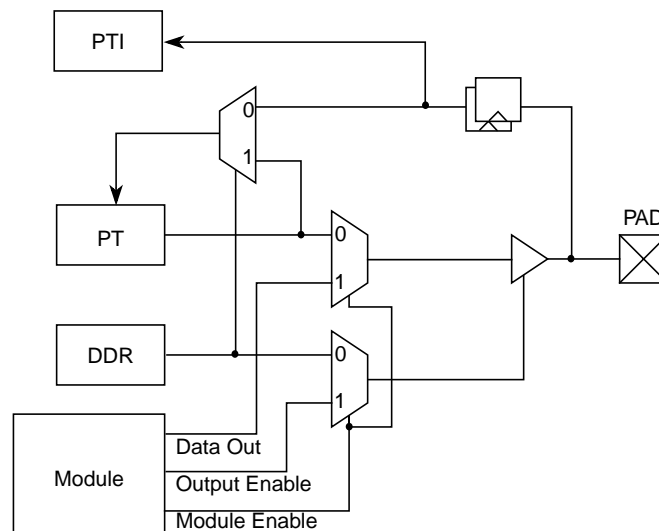 PTI
0
1
PT
0
PAD
1
DDR
0
1
Data Out
Module
Output Enable
Module Enable